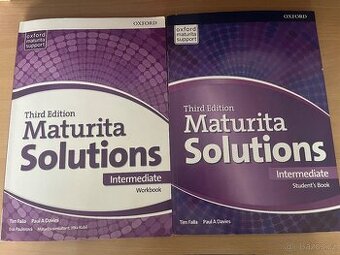 OXFORD
oxford
maturita
support
Third Edition
Maturita
Solutions
Intermediate
Workbook
Tim Falla Paul A Davies
OXFORD
oxford
maturita
support
Third Edition
Maturita
Solutions
Intermediate
Student's Book
Tim Falla Paul A Davies